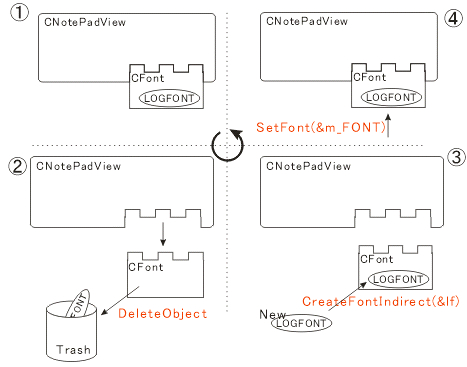 ①
CNotePadView
CFont
LOGFONT
④
CNotePadView
CFont
LOGFONT
SetFont(&m_FONT)
②
CNotePadView
CFont
DeleteObject
FONT
Trash
③
CNotePadView
CFont
LOGFONT
CreateFontIndirect(&lf)
New
LOGFONT